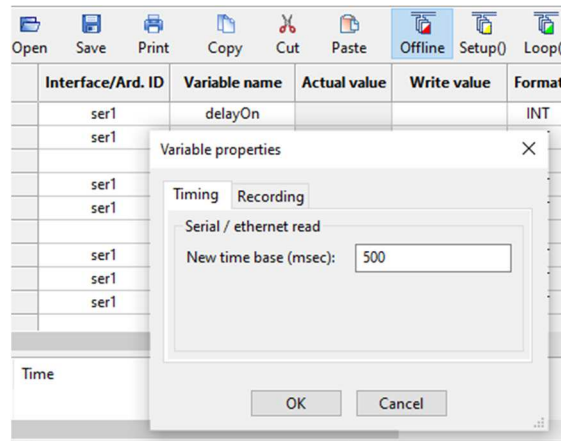 Open Save Print Copy Cut Paste Offline Setup() Loop(
Interface/Ard. ID Variable name Actual value Write value Format
ser1 delayOn INT
ser1
Variable properties
ser1
Timing Recording
ser1
Serial / ethernet read
New time base (msec): 500
ser1
ser1
ser1
Time
OK Cancel